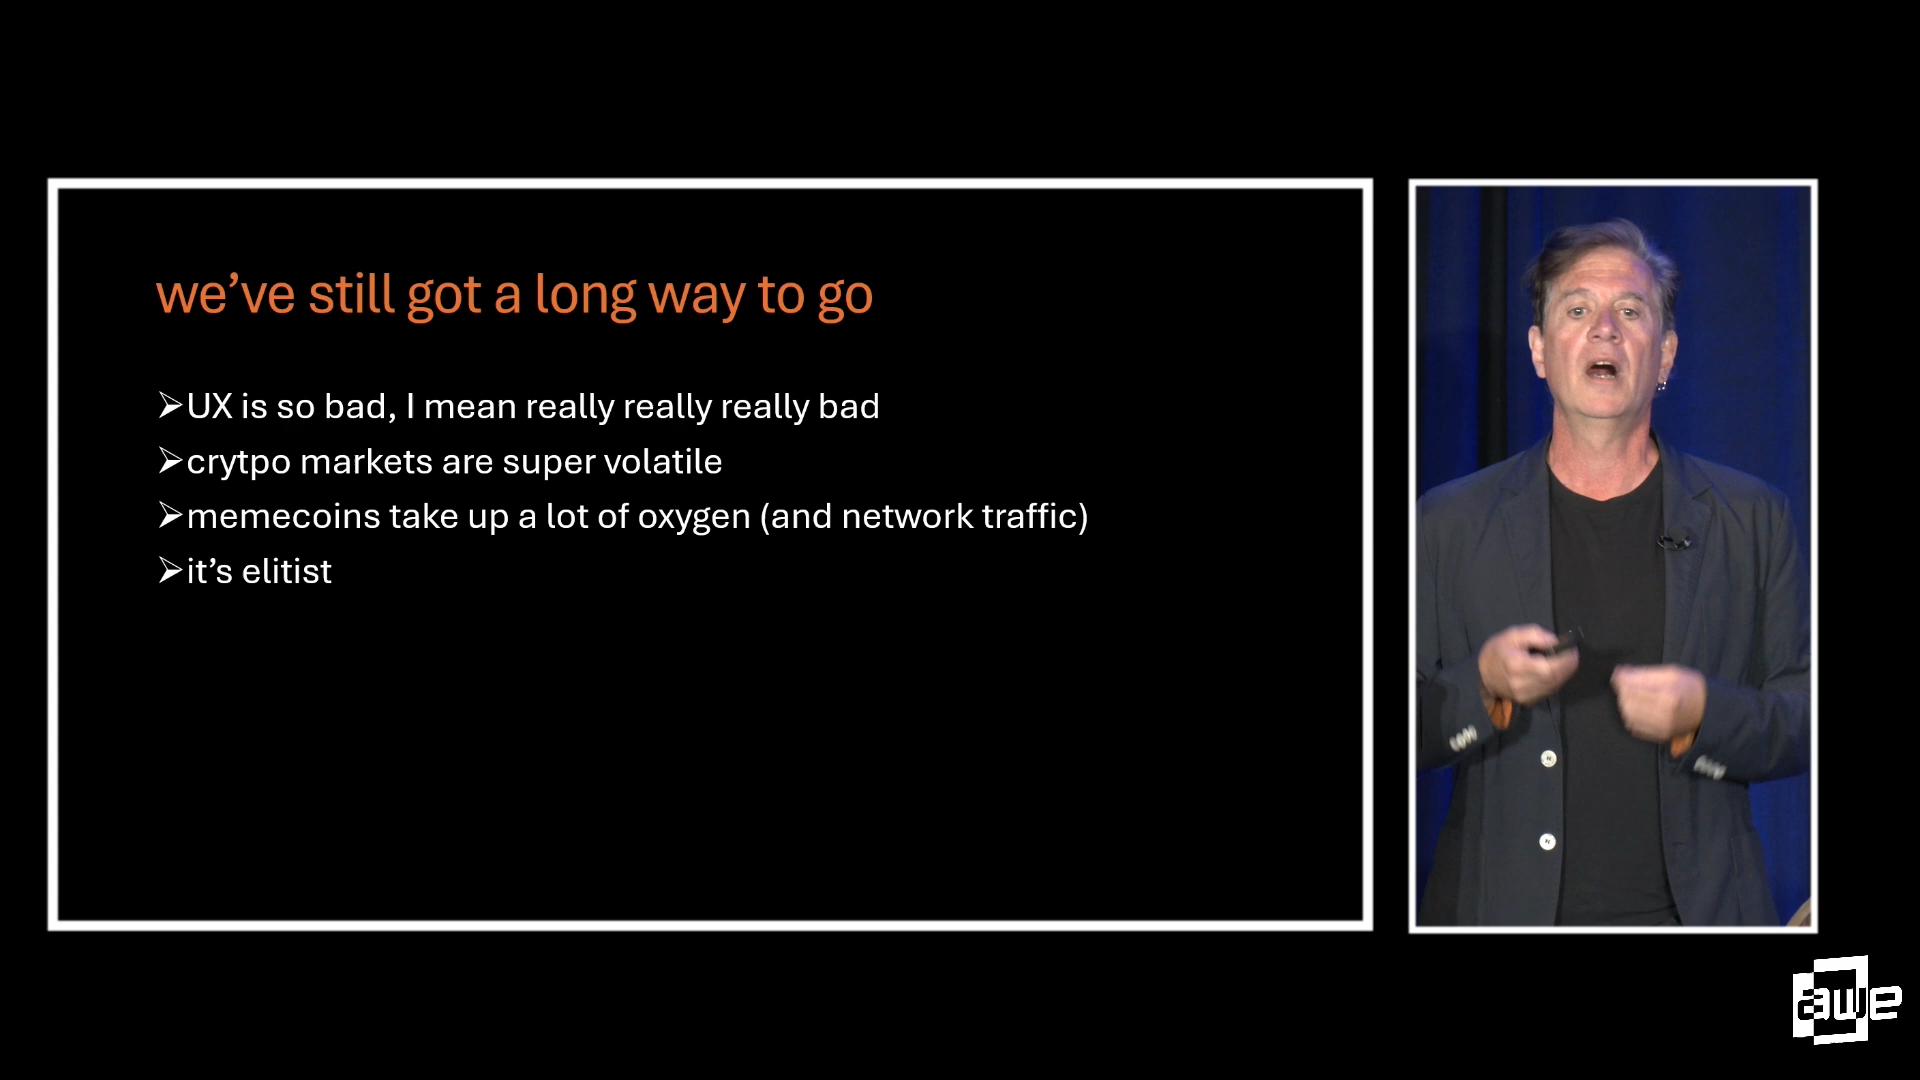 we’ve still got a long way to go
➢UX is so bad, I mean really really really bad
➢crytpo markets are super volatile
➢memecoins take up a lot of oxygen (and network traffic)
➢it’s elitist
awe